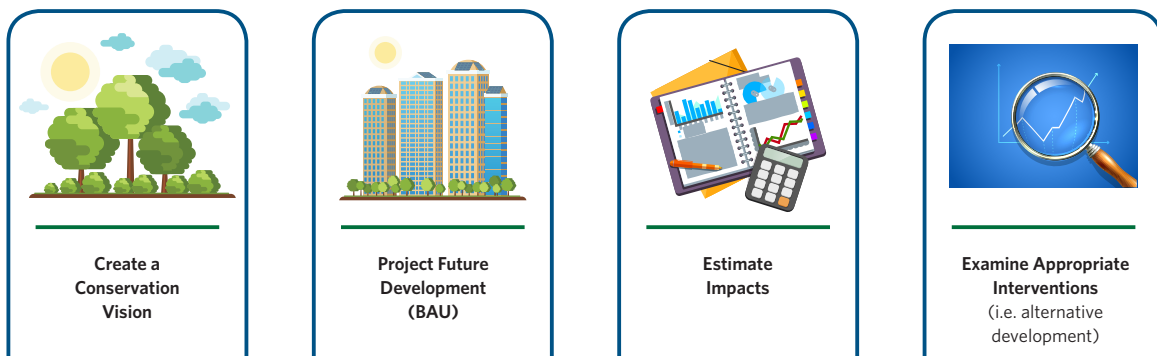 Create a
Conservation
Vision
Project Future
Development
(BAU)
Estimate
Impacts
Examine Appropriate
Interventions
(i.e. alternative
development)